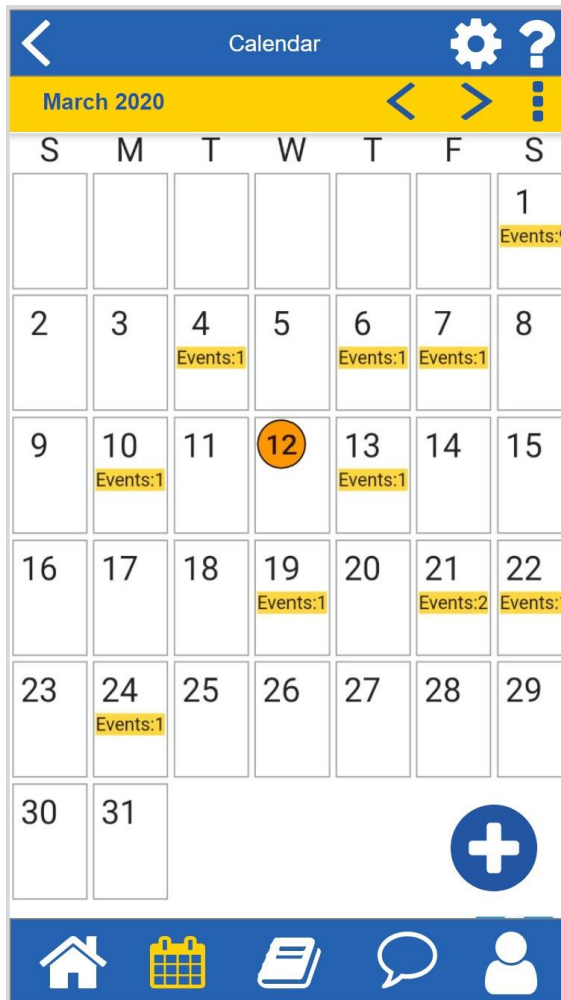 Calendar
March 2020
S M T W T F S
1
Events:9
2 3 4 5 6 7 8
Events:1 Events:1 Events:1
9 10 11 12 13 14 15
Events:1 Events:1
16 17 18 19 20 21 22
Events:1 Events:2 Events:
23 24 25 26 27 28 29
Events:1
30 31